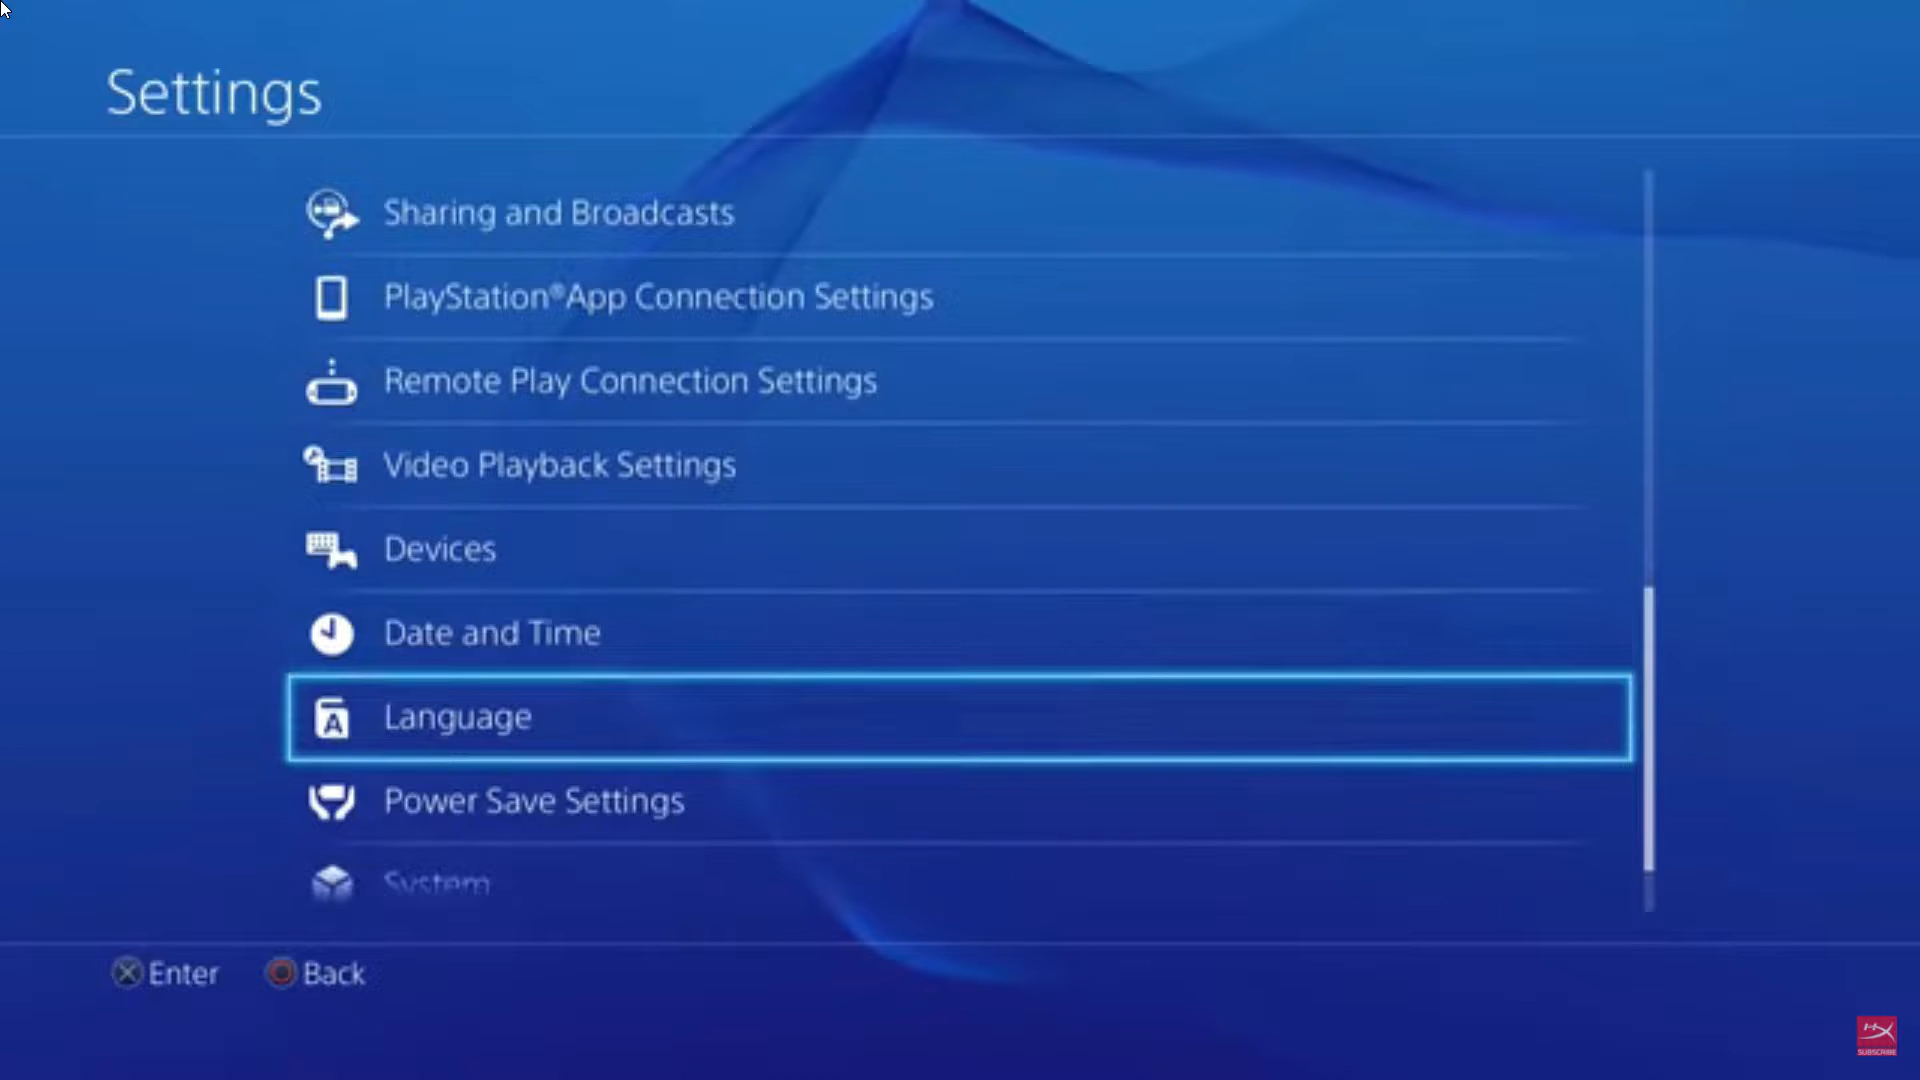 Settings
Sharing and Broadcasts
PlayStation®App Connection Settings
Remote Play Connection Settings
Video Playback Settings
Devices
Date and Time
Language
Power Save Settings
System
Enter Back
SUBSCRIBE